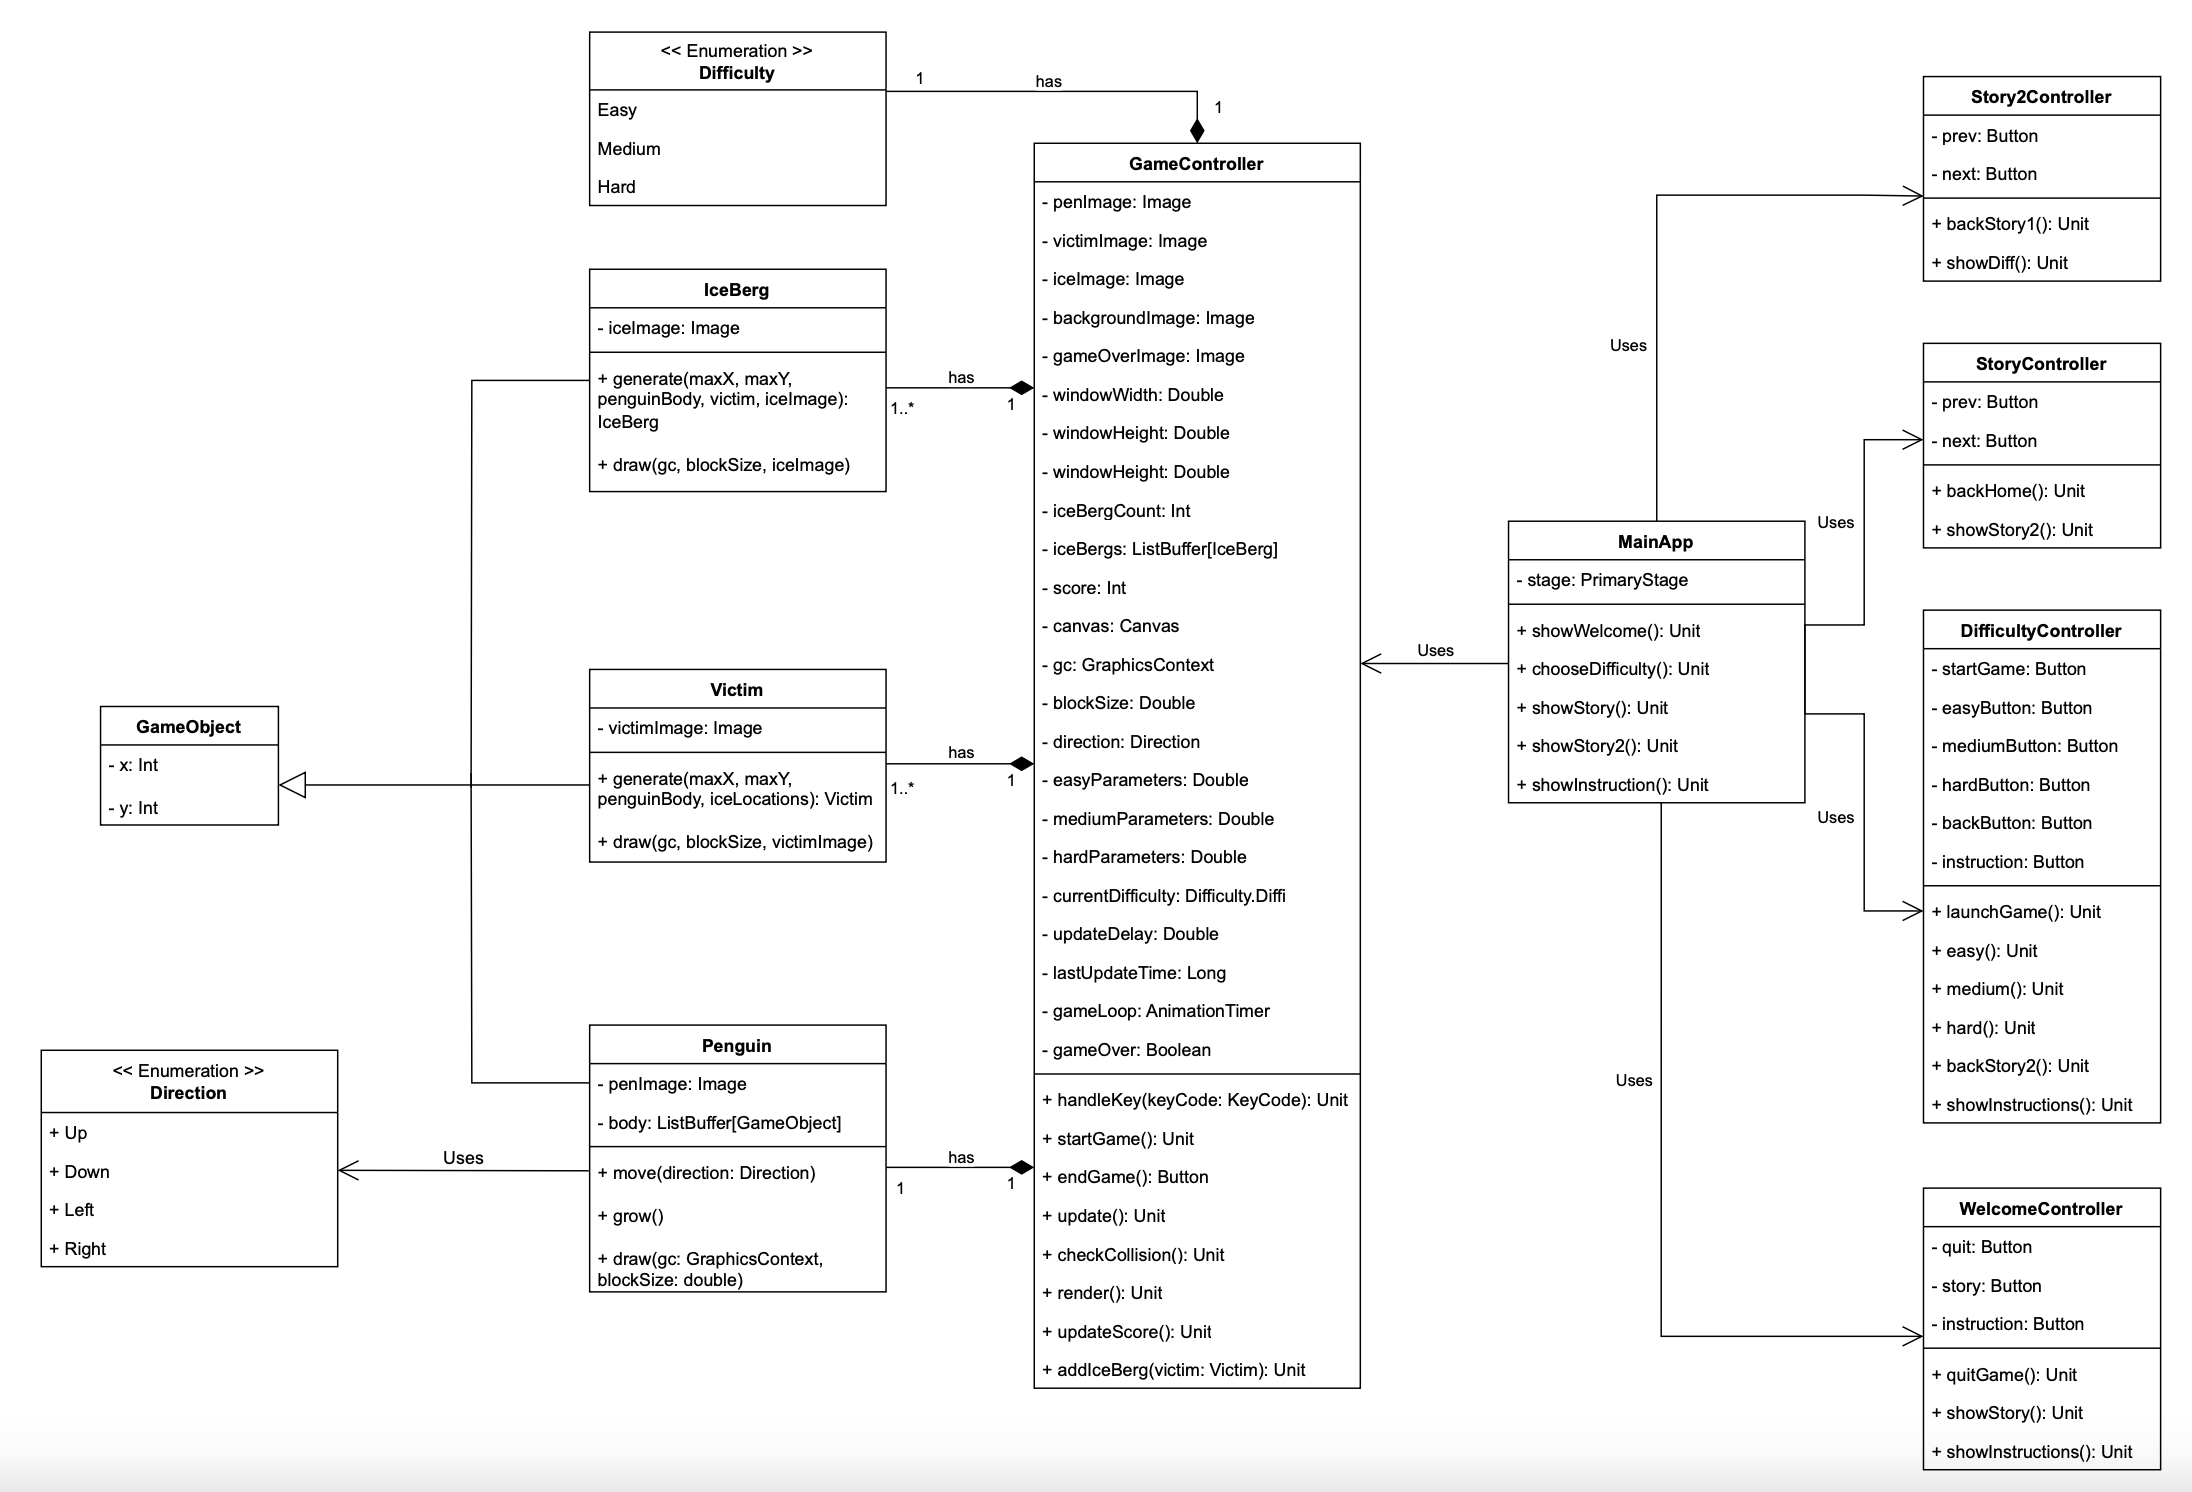 << Enumeration >>
Difficulty
Easy
Medium
Hard
1
has
1
IceBerg
- iceImage: Image
+ generate(maxX, maxY,
penguinBody, victim, iceImage):
IceBerg
+ draw(gc, blockSize, iceImage)
has
1..*
1
Victim
- victimImage: Image
+ generate(maxX, maxY,
penguinBody, iceLocations): Victim
+ draw(gc, blockSize, victimImage)
has
1..*
1
GameObject
- x: Int
- y: Int
<< Enumeration >>
Direction
+ Up
+ Down
+ Left
+ Right
Uses
Penguin
- penImage: Image
- body: ListBuffer[GameObject]
+ move(direction: Direction)
+ grow()
+ draw(gc: GraphicsContext,
blockSize: double)
has
1
1
GameController
- penImage: Image
- victimImage: Image
- iceImage: Image
- backgroundImage: Image
- gameOverImage: Image
- windowWidth: Double
- windowHeight: Double
- windowHeight: Double
- iceBergCount: Int
- iceBergs: ListBuffer[IceBerg]
- score: Int
- canvas: Canvas
- gc: GraphicsContext
- blockSize: Double
- direction: Direction
- easyParameters: Double
- mediumParameters: Double
- hardParameters: Double
- currentDifficulty: Difficulty.Diffi
- updateDelay: Double
- lastUpdateTime: Long
- gameLoop: AnimationTimer
- gameOver: Boolean
+ handleKey(keyCode: KeyCode): Unit
+ startGame(): Unit
+ endGame(): Button
+ update(): Unit
+ checkCollision(): Unit
+ render(): Unit
+ updateScore(): Unit
+ addIceBerg(victim: Victim): Unit
Uses
MainApp
- stage: PrimaryStage
+ showWelcome(): Unit
+ chooseDifficulty(): Unit
+ showStory(): Unit
+ showStory2(): Unit
+ showInstruction(): Unit
Uses
Uses
Uses
Uses
Story2Controller
- prev: Button
- next: Button
+ backStory1(): Unit
+ showDiff(): Unit
StoryController
- prev: Button
- next: Button
+ backHome(): Unit
+ showStory2(): Unit
DifficultyController
- startGame: Button
- easyButton: Button
- mediumButton: Button
- hardButton: Button
- backButton: Button
- instruction: Button
+ launchGame(): Unit
+ easy(): Unit
+ medium(): Unit
+ hard(): Unit
+ backStory2(): Unit
+ showInstructions(): Unit
WelcomeController
- quit: Button
- story: Button
- instruction: Button
+ quitGame(): Unit
+ showStory(): Unit
+ showInstructions(): Unit